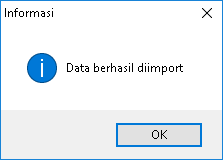 Informasi
Data berhasil diimport
OK